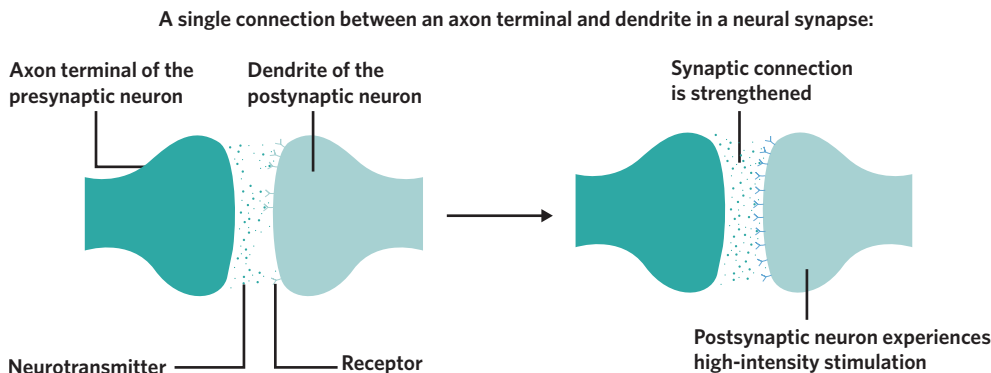 A single connection between an axon terminal and dendrite in a neural synapse:
Axon terminal of the
presynaptic neuron
Dendrite of the
postynaptic neuron
Synaptic connection
is strengthened
Neurotransmitter
Receptor
Postsynaptic neuron experiences
high-intensity stimulation